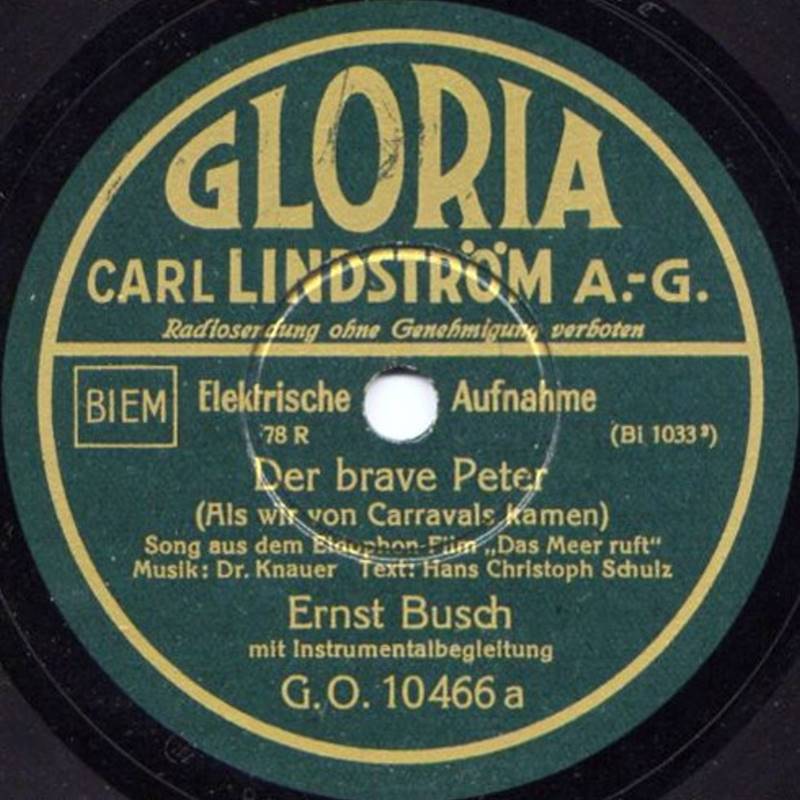 GLORIA
CARL LINDSTRÖM A.-G.
Radiosendung ohne Genehmigung verboten
BIEM Elektrische Aufnahme
78 R (Bi 1033²)
Der brave Peter
(Als wir von Carravals kamen)
Song aus dem Eidophon-Film „Das Meer ruft“
Musik: Dr. Knauer Text: Hans Christoph Schulz
Ernst Busch
mit Instrumentalbegleitung
G.O. 10466 a